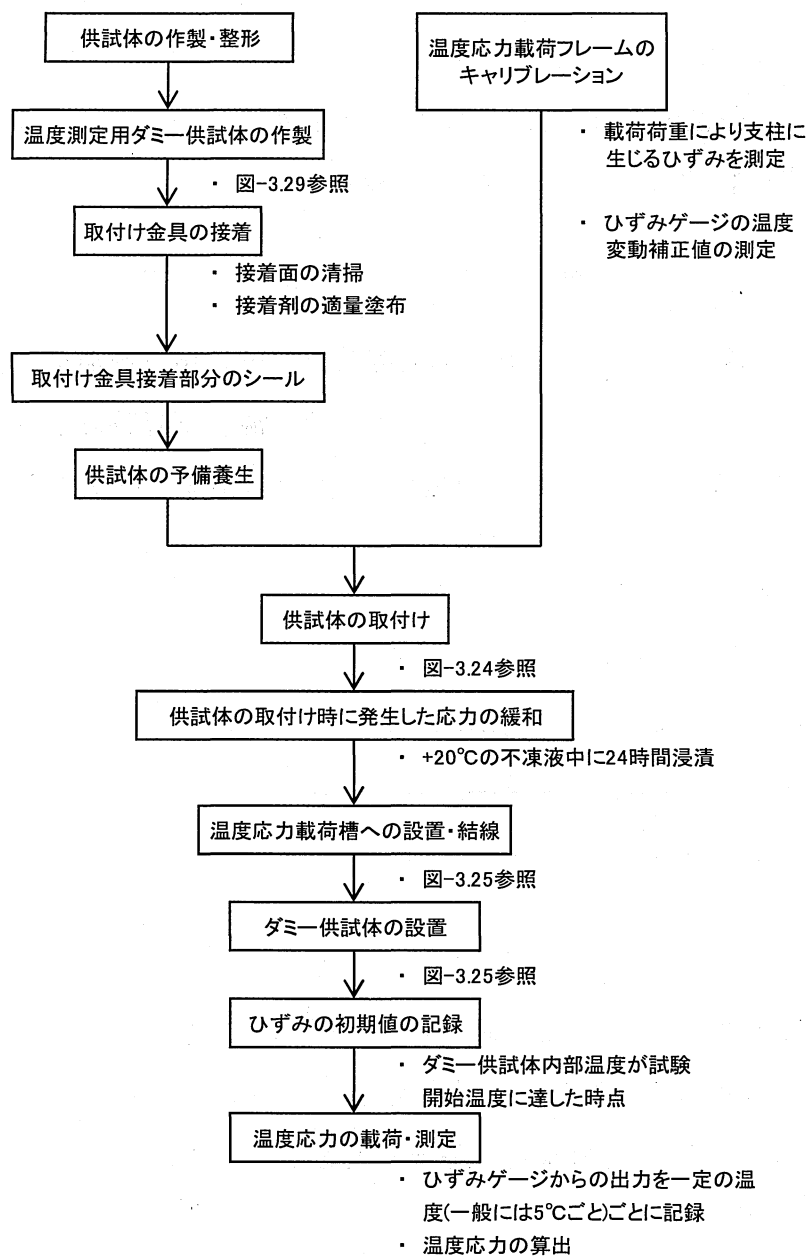 供試体の作製・整形
温度測定用ダミー供試体の作製
・ 図-3.29参照
取付け金具の接着
・ 接着面の清掃
・ 接着剤の適量塗布
取付け金具接着部分のシール
供試体の予備養生
温度応力載荷フレームの
キャリブレーション
・ 載荷荷重により支柱に
生じるひずみを測定
・ ひずみゲージの温度
変動補正値の測定
供試体の取付け
・ 図-3.24参照
供試体の取付け時に発生した応力の緩和
・ +20℃の不凍液中に24時間浸漬
温度応力載荷槽への設置・結線
・ 図-3.25参照
ダミー供試体の設置
・ 図-3.25参照
ひずみの初期値の記録
・ ダミー供試体内部温度が試験
開始温度に達した時点
温度応力の載荷・測定
・ ひずみゲージからの出力を一定の温
度(一般には5℃ごと)ごとに記録
・ 温度応力の算出